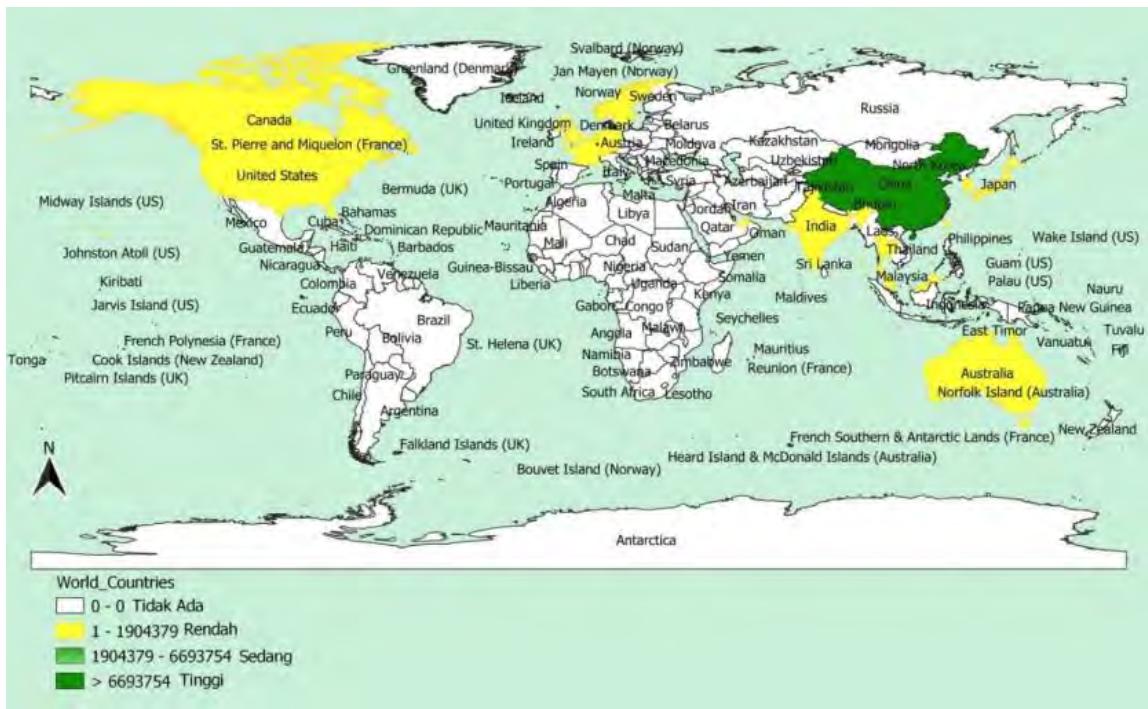 Svalbard (Norway)
Greenland (Denmark)
Jan Mayen (Norway)
Iceland
Norway
Sweden
Russia
Canada
United Kingdom
Denmark
Belarus
Ireland
Austria
Moldova
Kazakhstan
Mongolia
St. Pierre and Miquelon (France)
Spain
Italy
Macedonia
Uzbekistan
North Korea
United States
Bermuda (UK)
Portugal
Malta
Syria
Azerbaijan
Tajikistan
China
Japan
Midway Islands (US)
Algeria
Jordan
Iran
Bhutan
Mexico
Cuba
Bahamas
Dominican Republic
Mauritania
Libya
Qatar
Oman
India
Laos
Philippines
Wake Island (US)
Johnston Atoll (US)
Guatemala
Haiti
Barbados
Mali
Chad
Sudan
Yemen
Thailand
Nicaragua
Venezuela
Guinea-Bissau
Nigeria
Somalia
Sri Lanka
Guam (US)
Kiribati
Colombia
Liberia
Uganda
Malaysia
Palau (US)
Nauru
Jarvis Island (US)
Ecuador
Gabon
Congo
Kenya
Maldives
Indonesia
Papua New Guinea
Brazil
Seychelles
Peru
Bolivia
Angola
Malawi
East Timor
Tuvalu
French Polynesia (France)
St. Helena (UK)
Vanuatu
Fiji
Tonga
Cook Islands (New Zealand)
Namibia
Zimbabwe
Mauritius
Pitcairn Islands (UK)
Paraguay
Botswana
Reunion (France)
Australia
Chile
South Africa
Lesotho
Norfolk Island (Australia)
Argentina
New Zealand
Falkland Islands (UK)
French Southern & Antarctic Lands (France)
N
Bouvet Island (Norway)
Heard Island & McDonald Islands (Australia)
Antarctica
World_Countries
0 - 0 Tidak Ada
1 - 1904379 Rendah
1904379 - 6693754 Sedang
> 6693754 Tinggi